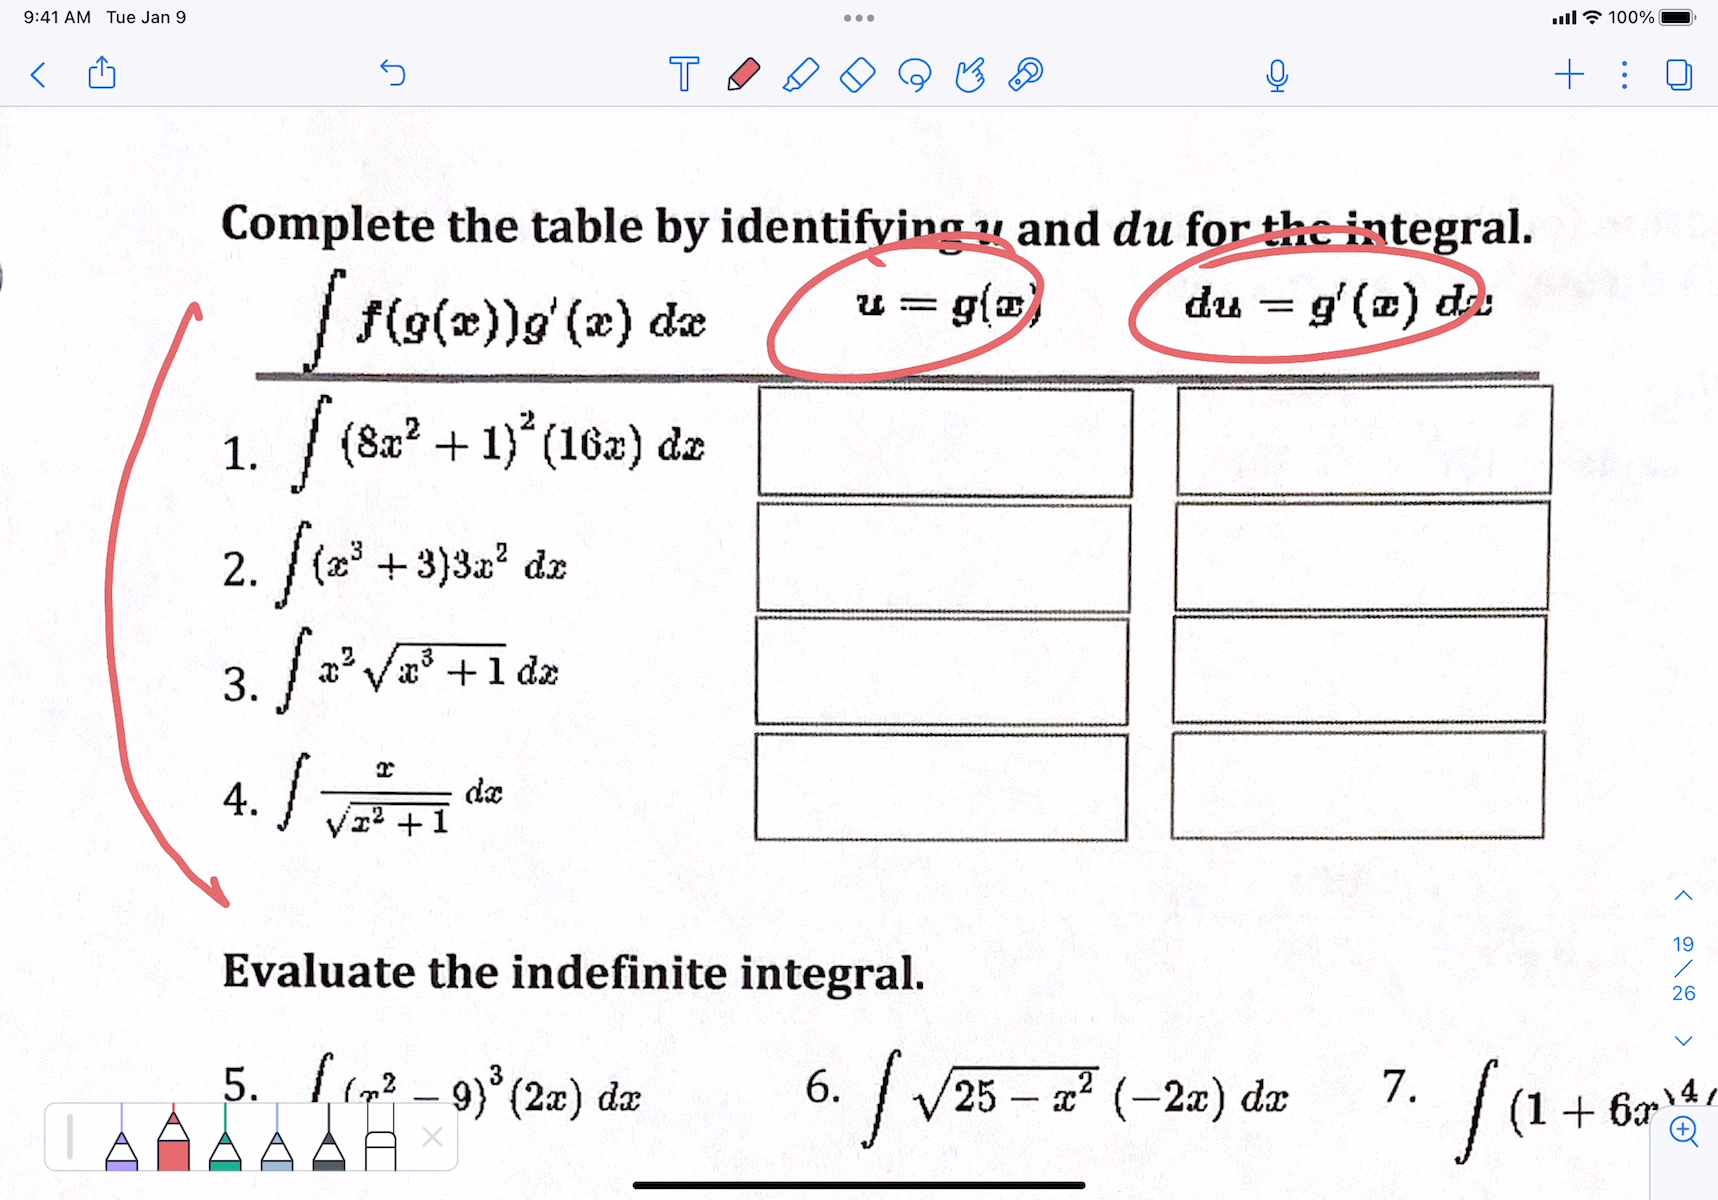 9:41 AM Tue Jan 9
100%
Complete the table by identifying u and du for the integral.
∫ f(g(x))g′(x) dx u = g(x) du = g′(x) dx
1. ∫ (8x² + 1)² (16x) dx
2. ∫ (x³ + 3)3x² dx
3. ∫ x² √(x³ + 1) dx
4. ∫ x / √(x² + 1) dx
Evaluate the indefinite integral.
5. ∫ (x² − 9)³ (2x) dx 6. ∫ √(25 − x²) (−2x) dx 7. ∫ (1 + 6x)⁴ (
19
/
26